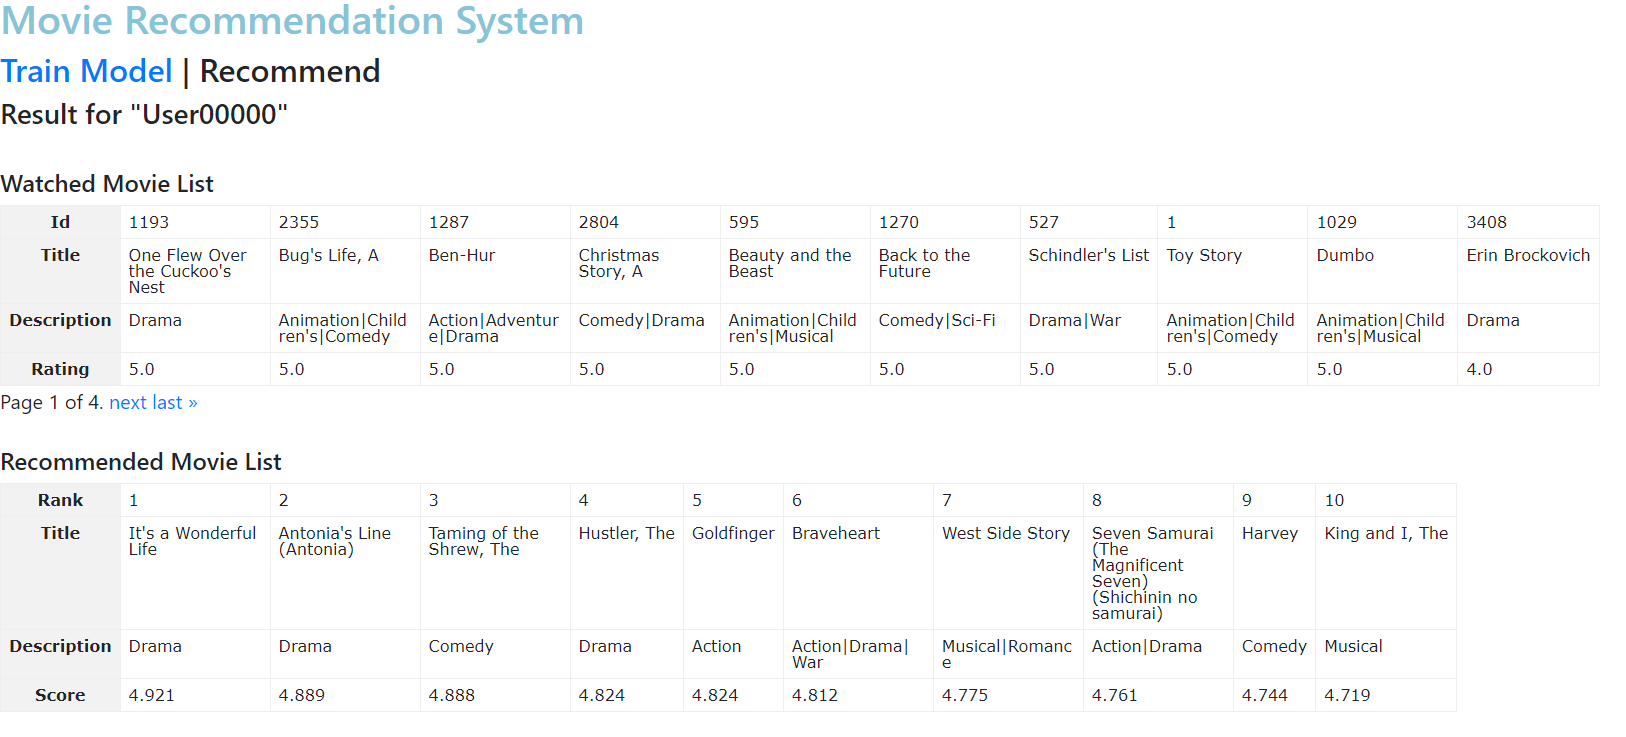 Movie Recommendation System
Train Model | Recommend
Result for "User00000"
Watched Movie List
Id 1193 2355 1287 2804 595 1270 527 1 1029 3408
Title One Flew Over the Cuckoo's Nest Bug's Life, A Ben-Hur Christmas Story, A Beauty and the Beast Back to the Future Schindler's List Toy Story Dumbo Erin Brockovich
Description Drama Animation|Children's|Comedy Action|Adventure|Drama Comedy|Drama Animation|Children's|Musical Comedy|Sci-Fi Drama|War Animation|Children's|Comedy Animation|Children's|Musical Drama
Rating 5.0 5.0 5.0 5.0 5.0 5.0 5.0 5.0 5.0 4.0
Page 1 of 4. next last »
Recommended Movie List
Rank 1 2 3 4 5 6 7 8 9 10
Title It's a Wonderful Life Antonia's Line (Antonia) Taming of the Shrew, The Hustler, The Goldfinger Braveheart West Side Story Seven Samurai (The Magnificent Seven) (Shichinin no samurai) Harvey King and I, The
Description Drama Drama Comedy Drama Action Action|Drama|War Musical|Romance Action|Drama Comedy Musical
Score 4.921 4.889 4.888 4.824 4.824 4.812 4.775 4.761 4.744 4.719